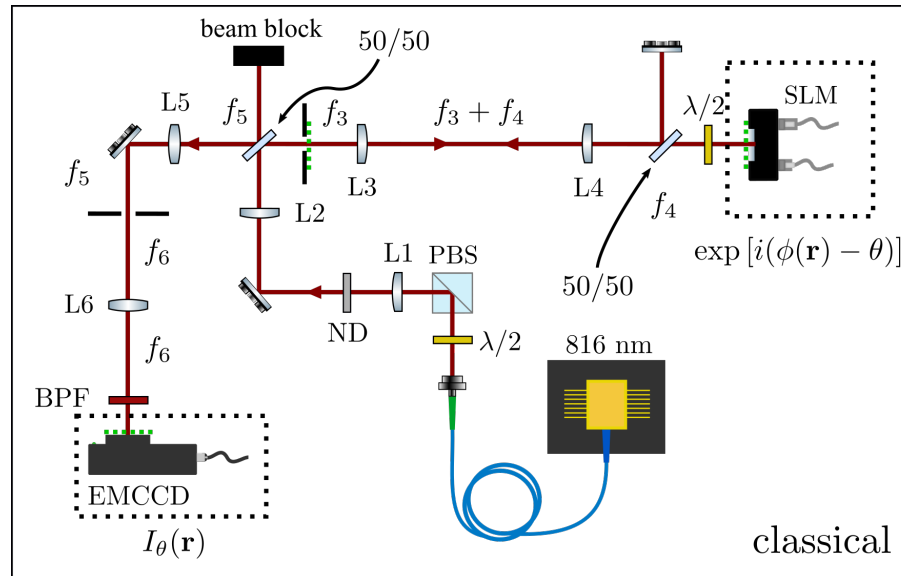 beam block
50/50
L5
f₅
f₃
f₃ + f₄
λ/2
SLM
f₅
L3
L4
L2
f₄
f₆
exp [i(ϕ(𝐫) − θ)]
L1
PBS
50/50
L6
ND
λ/2
f₆
816 nm
BPF
EMCCD
I_θ(𝐫)
classical